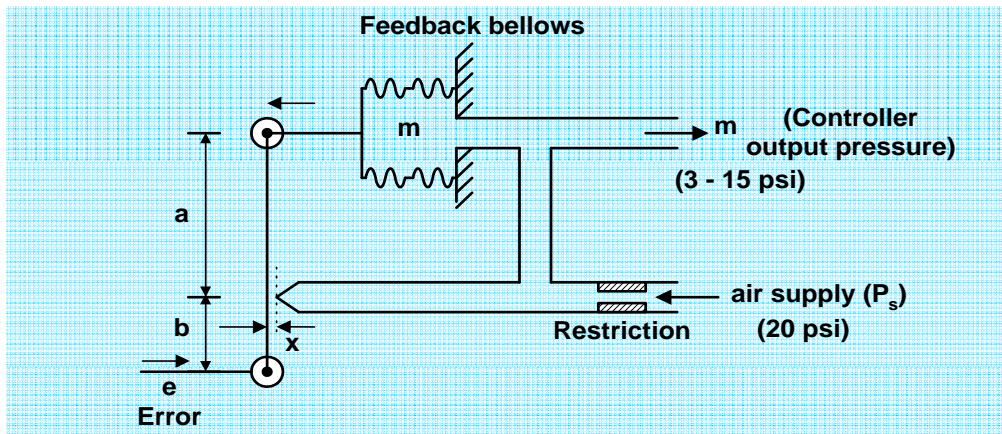 Feedback bellows
m
m
(Controller
output pressure)
(3 - 15 psi)
a
b
x
air supply (Ps)
(20 psi)
Restriction
e
Error